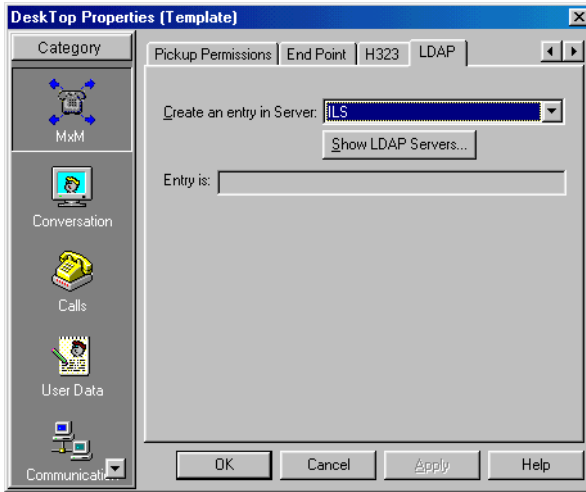 DeskTop Properties (Template)
Category
MxM
Conversation
Calls
User Data
Communicati
Pickup Permissions
End Point
H323
LDAP
Create an entry in Server: ILS
Show LDAP Servers...
Entry is:
OK
Cancel
Apply
Help